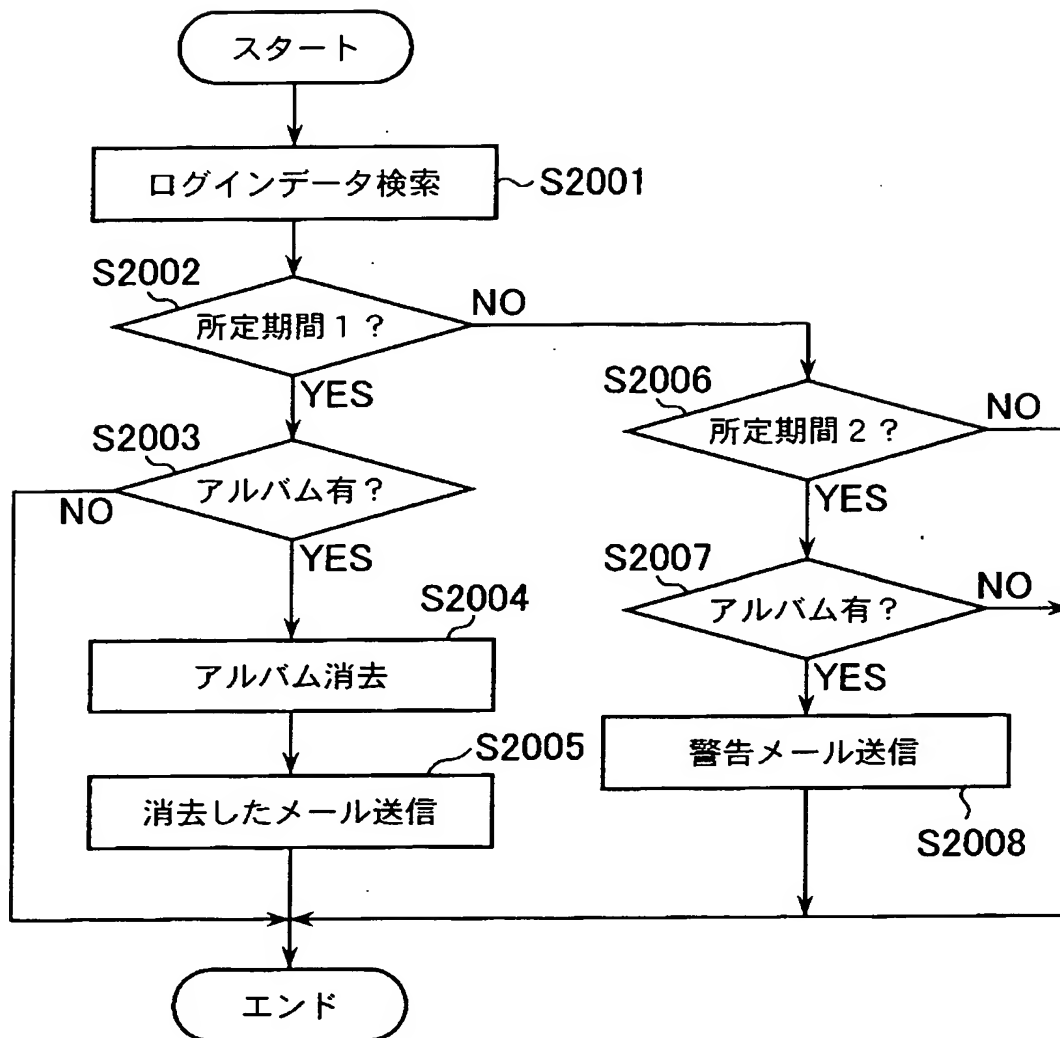 スタート
ログインデータ検索
S2001
S2002
所定期間1?
NO
YES
S2003
アルバム有?
NO
YES
S2004
アルバム消去
S2005
消去したメール送信
S2006
所定期間2?
NO
YES
S2007
アルバム有?
NO
YES
警告メール送信
S2008
エンド